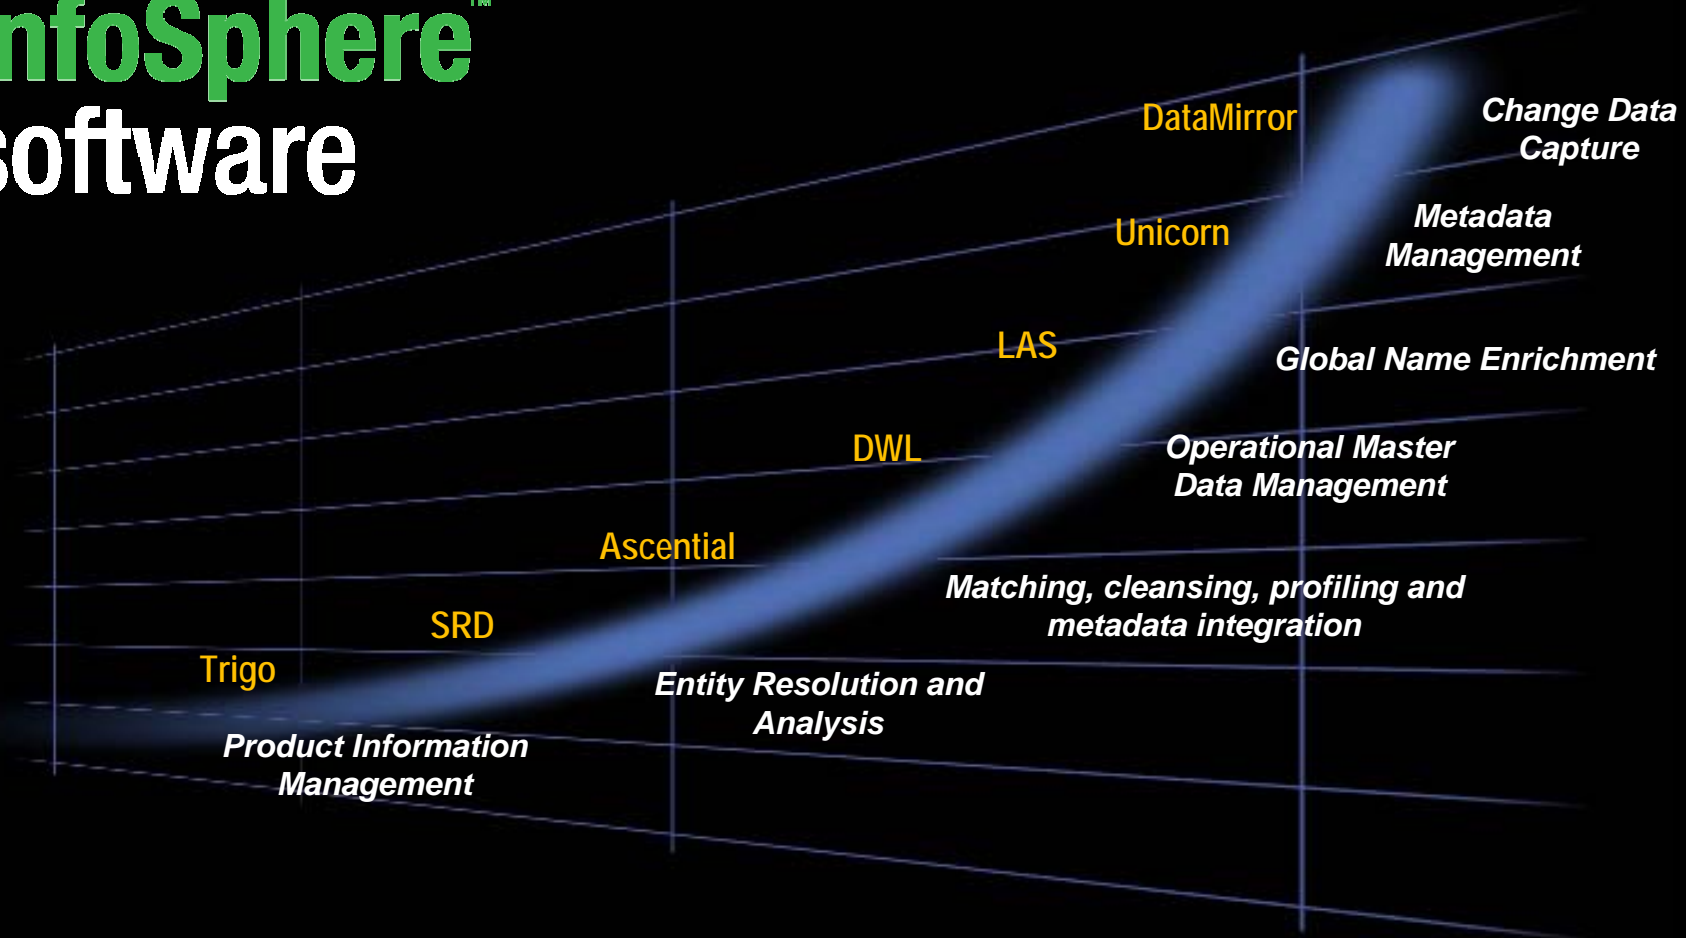 nfoSphere™
software
DataMirror
Change Data
Capture
Unicorn
Metadata
Management
LAS
Global Name Enrichment
DWL
Operational Master
Data Management
Ascential
Matching, cleansing, profiling and
metadata integration
SRD
Entity Resolution and
Analysis
Trigo
Product Information
Management